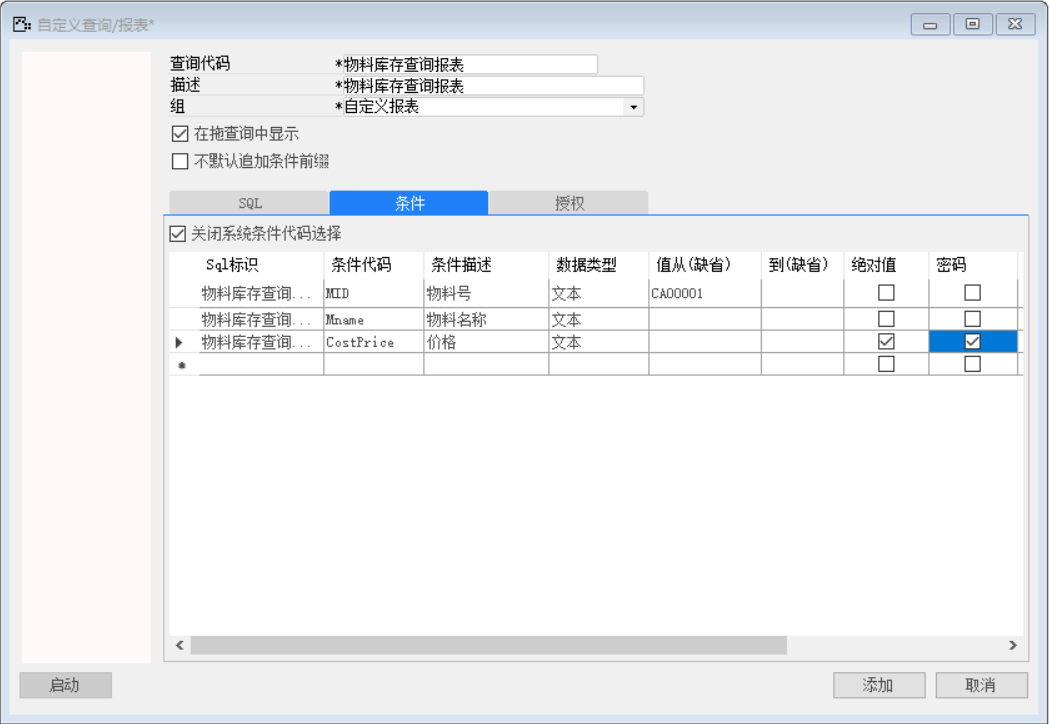 自定义查询/报表*
查询代码 *物料库存查询报表
描述 *物料库存查询报表
组 *自定义报表
在拖查询中显示
不默认追加条件前缀
SQL 条件 授权
关闭系统条件代码选择
Sql标识 条件代码 条件描述 数据类型 值从(缺省) 到(缺省) 绝对值 密码
物料库存查询... MID 物料号 文本 CA00001
物料库存查询... Mname 物料名称 文本
物料库存查询... CostPrice 价格 文本
启动 添加 取消